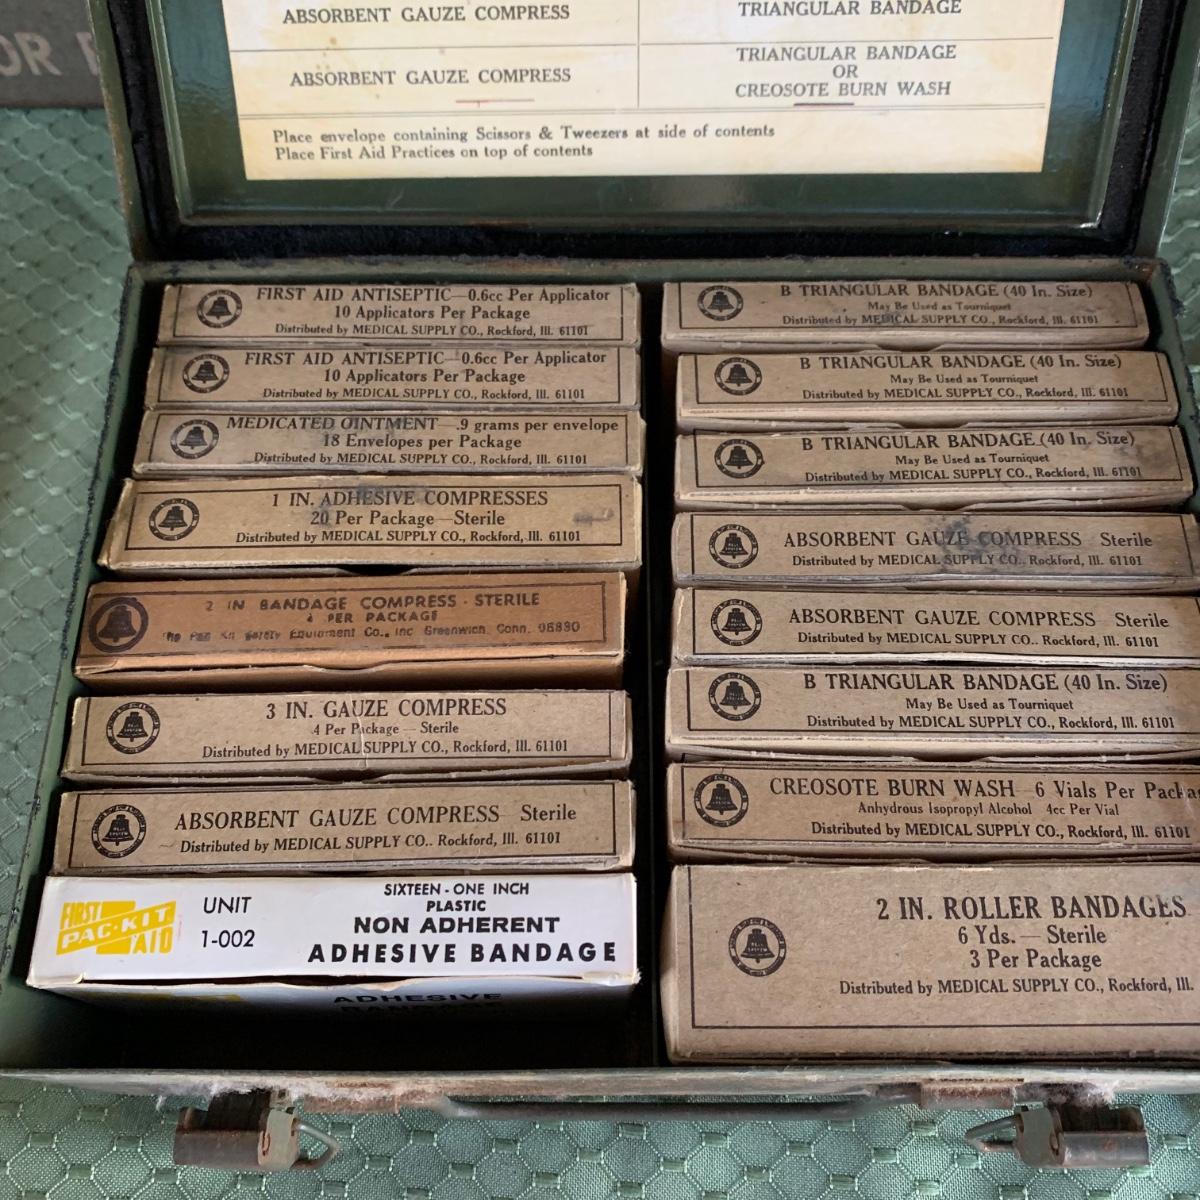 OR
ABSORBENT GAUZE COMPRESS
TRIANGULAR BANDAGE
ABSORBENT GAUZE COMPRESS
TRIANGULAR BANDAGE
OR
CREOSOTE BURN WASH
Place envelope containing Scissors & Tweezers at side of contents
Place First Aid Practices on top of contents
FIRST AID ANTISEPTIC—0.6cc Per Applicator
10 Applicators Per Package
Distributed by MEDICAL SUPPLY CO., Rockford, Ill. 61101
FIRST AID ANTISEPTIC—0.6cc Per Applicator
10 Applicators Per Package
Distributed by MEDICAL SUPPLY CO., Rockford, Ill. 61101
MEDICATED OINTMENT .9 grams per envelope
18 Envelopes per Package
Distributed by MEDICAL SUPPLY CO., Rockford, Ill. 61101
1 IN. ADHESIVE COMPRESSES
20 Per Package—Sterile
Distributed by MEDICAL SUPPLY CO., Rockford, Ill. 61101
2 IN BANDAGE COMPRESS - STERILE
4 PER PACKAGE
The Pac Kit Safety Equipment Co., Inc Greenwich, Conn. 06830
3 IN. GAUZE COMPRESS
4 Per Package — Sterile
Distributed by MEDICAL SUPPLY CO., Rockford, Ill. 61101
ABSORBENT GAUZE COMPRESS Sterile
Distributed by MEDICAL SUPPLY CO.. Rockford, Ill. 61101
FIRST
PAC-KIT
AID
UNIT
1-002
SIXTEEN - ONE INCH
PLASTIC
NON ADHERENT
ADHESIVE BANDAGE
ADHESIVE
B TRIANGULAR BANDAGE (40 In. Size)
May Be Used as Tourniquet
Distributed by MEDICAL SUPPLY CO., Rockford, Ill. 61101
B TRIANGULAR BANDAGE (40 In. Size)
May Be Used as Tourniquet
Distributed by MEDICAL SUPPLY CO., Rockford, Ill. 61101
B TRIANGULAR BANDAGE (40 In. Size)
May Be Used as Tourniquet
Distributed by MEDICAL SUPPLY CO., Rockford, Ill. 61101
ABSORBENT GAUZE COMPRESS Sterile
Distributed by MEDICAL SUPPLY CO., Rockford, Ill. 61101
ABSORBENT GAUZE COMPRESS Sterile
Distributed by MEDICAL SUPPLY CO.. Rockford, Ill. 61101
B TRIANGULAR BANDAGE (40 In. Size)
May Be Used as Tourniquet
Distributed by MEDICAL SUPPLY CO., Rockford, Ill. 61101
CREOSOTE BURN WASH 6 Vials Per Packa
Anhydrous Isopropyl Alcohol 4cc Per Vial
Distributed by MEDICAL SUPPLY CO., Rockford, Ill. 61101
2 IN. ROLLER BANDAGES
6 Yds. — Sterile
3 Per Package
Distributed by MEDICAL SUPPLY CO., Rockford, Ill.